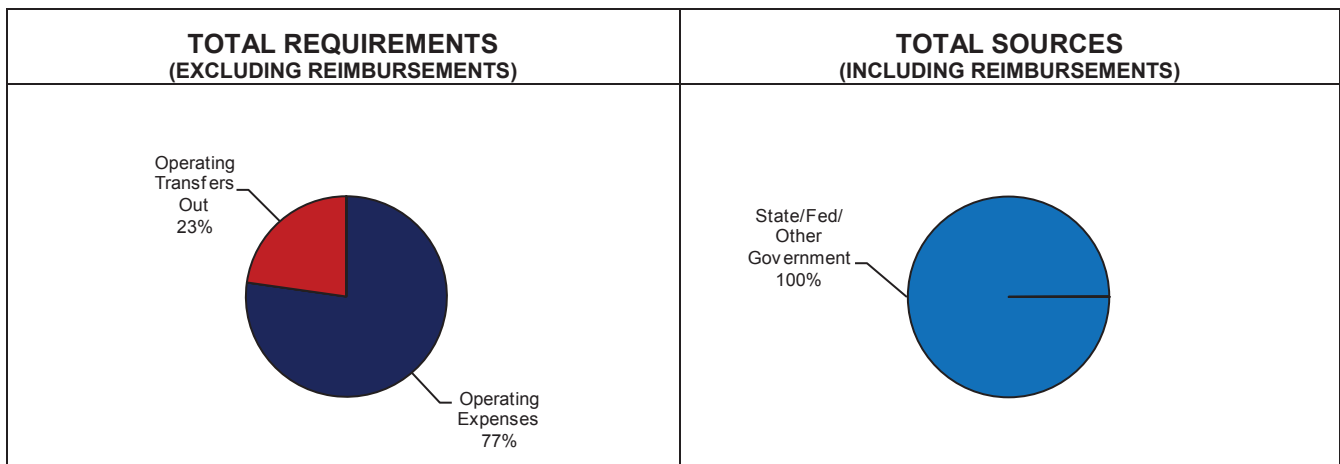 TOTAL REQUIREMENTS
(EXCLUDING REIMBURSEMENTS)
Operating
Transfers
Out
23%
Operating
Expenses
77%
TOTAL SOURCES
(INCLUDING REIMBURSEMENTS)
State/Fed/
Other
Government
100%